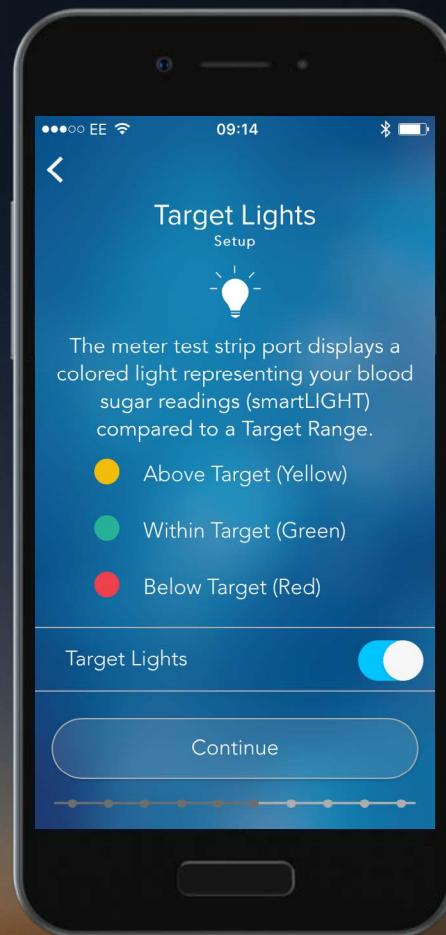 EE 09:14
Target Lights
Setup
The meter test strip port displays a
colored light representing your blood
sugar readings (smartLIGHT)
compared to a Target Range.
Above Target (Yellow)
Within Target (Green)
Below Target (Red)
Target Lights
Continue